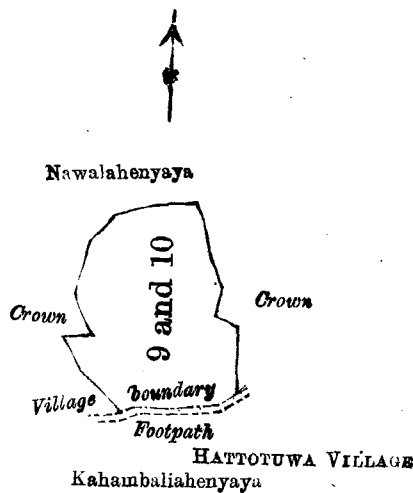 Nawalahenyaya
9 and 10
Crown
Crown
Village boundary
Footpath
HATTOTUWA VILLAGE
Kahambaliahenyaya